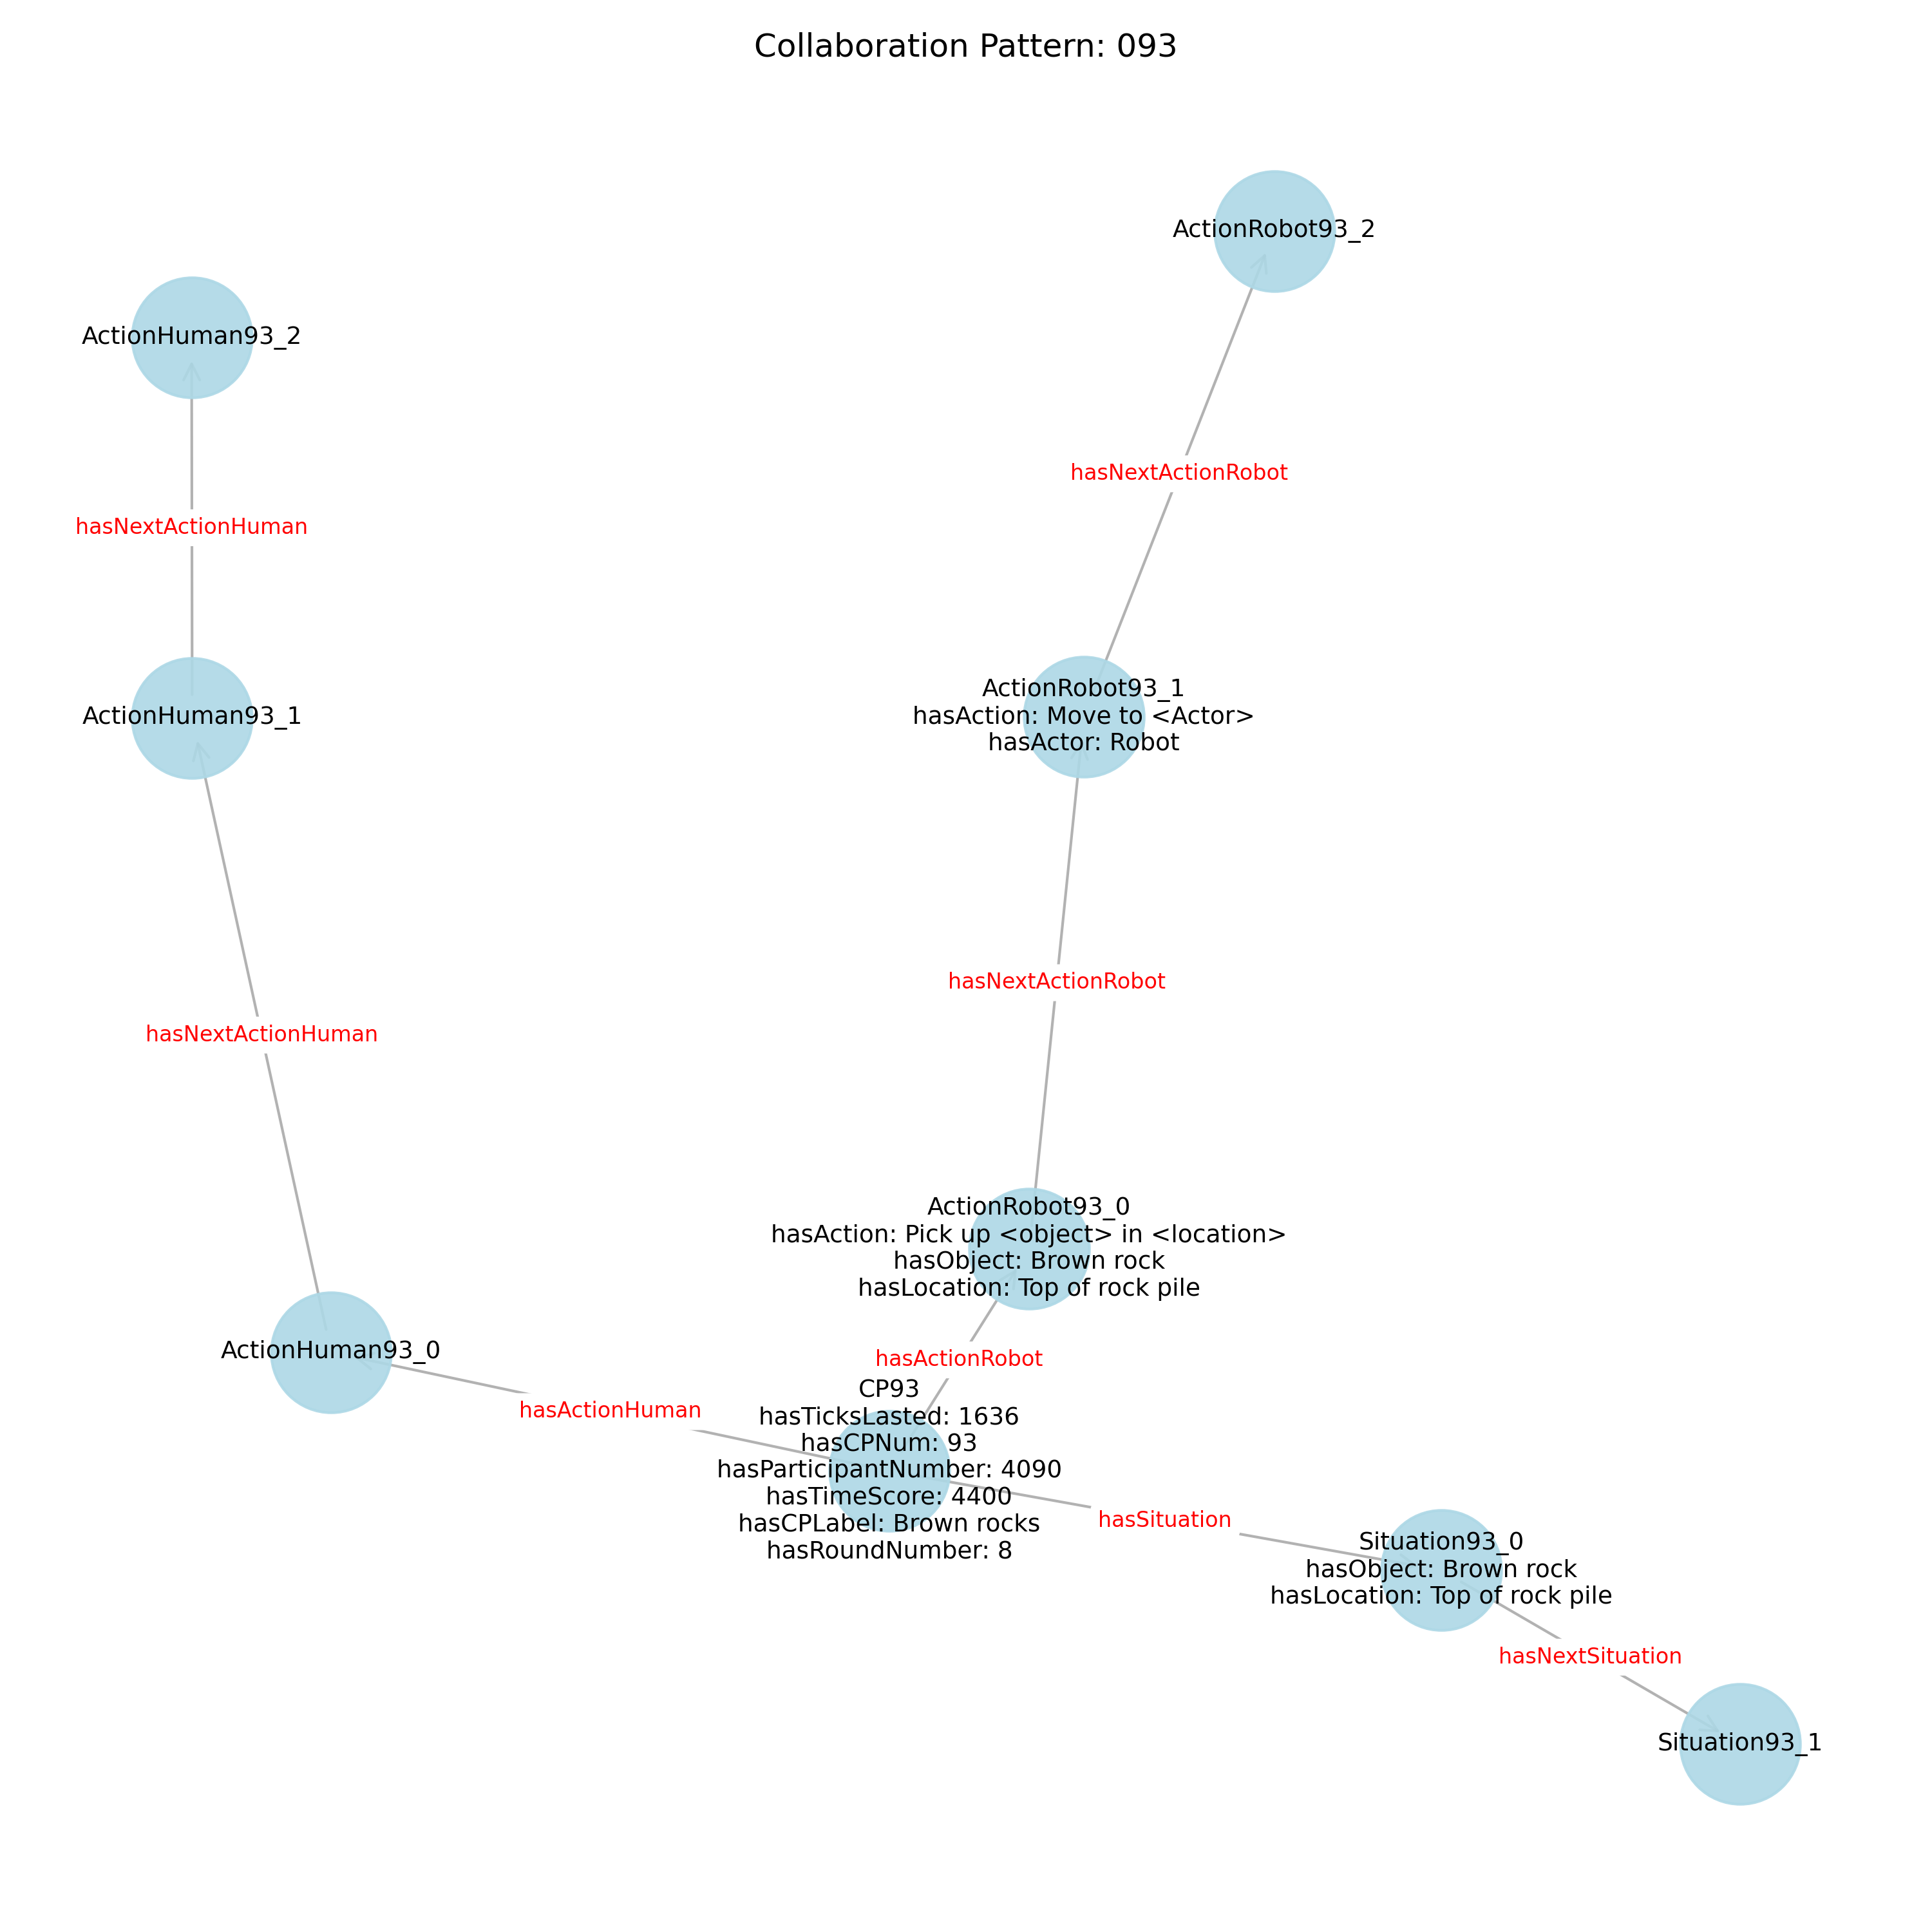 Collaboration Pattern: 093
ActionRobot93_2
ActionHuman93_2
hasNextActionRobot
hasNextActionHuman
ActionRobot93_1
hasAction: Move to <Actor>
hasActor: Robot
ActionHuman93_1
hasNextActionRobot
hasNextActionHuman
ActionRobot93_0
hasAction: Pick up <object> in <location>
hasObject: Brown rock
hasLocation: Top of rock pile
ActionHuman93_0
hasActionRobot
hasActionHuman
CP93
hasTicksLasted: 1636
hasCPNum: 93
hasParticipantNumber: 4090
hasTimeScore: 4400
hasCPLabel: Brown rocks
hasRoundNumber: 8
hasSituation
Situation93_0
hasObject: Brown rock
hasLocation: Top of rock pile
hasNextSituation
Situation93_1